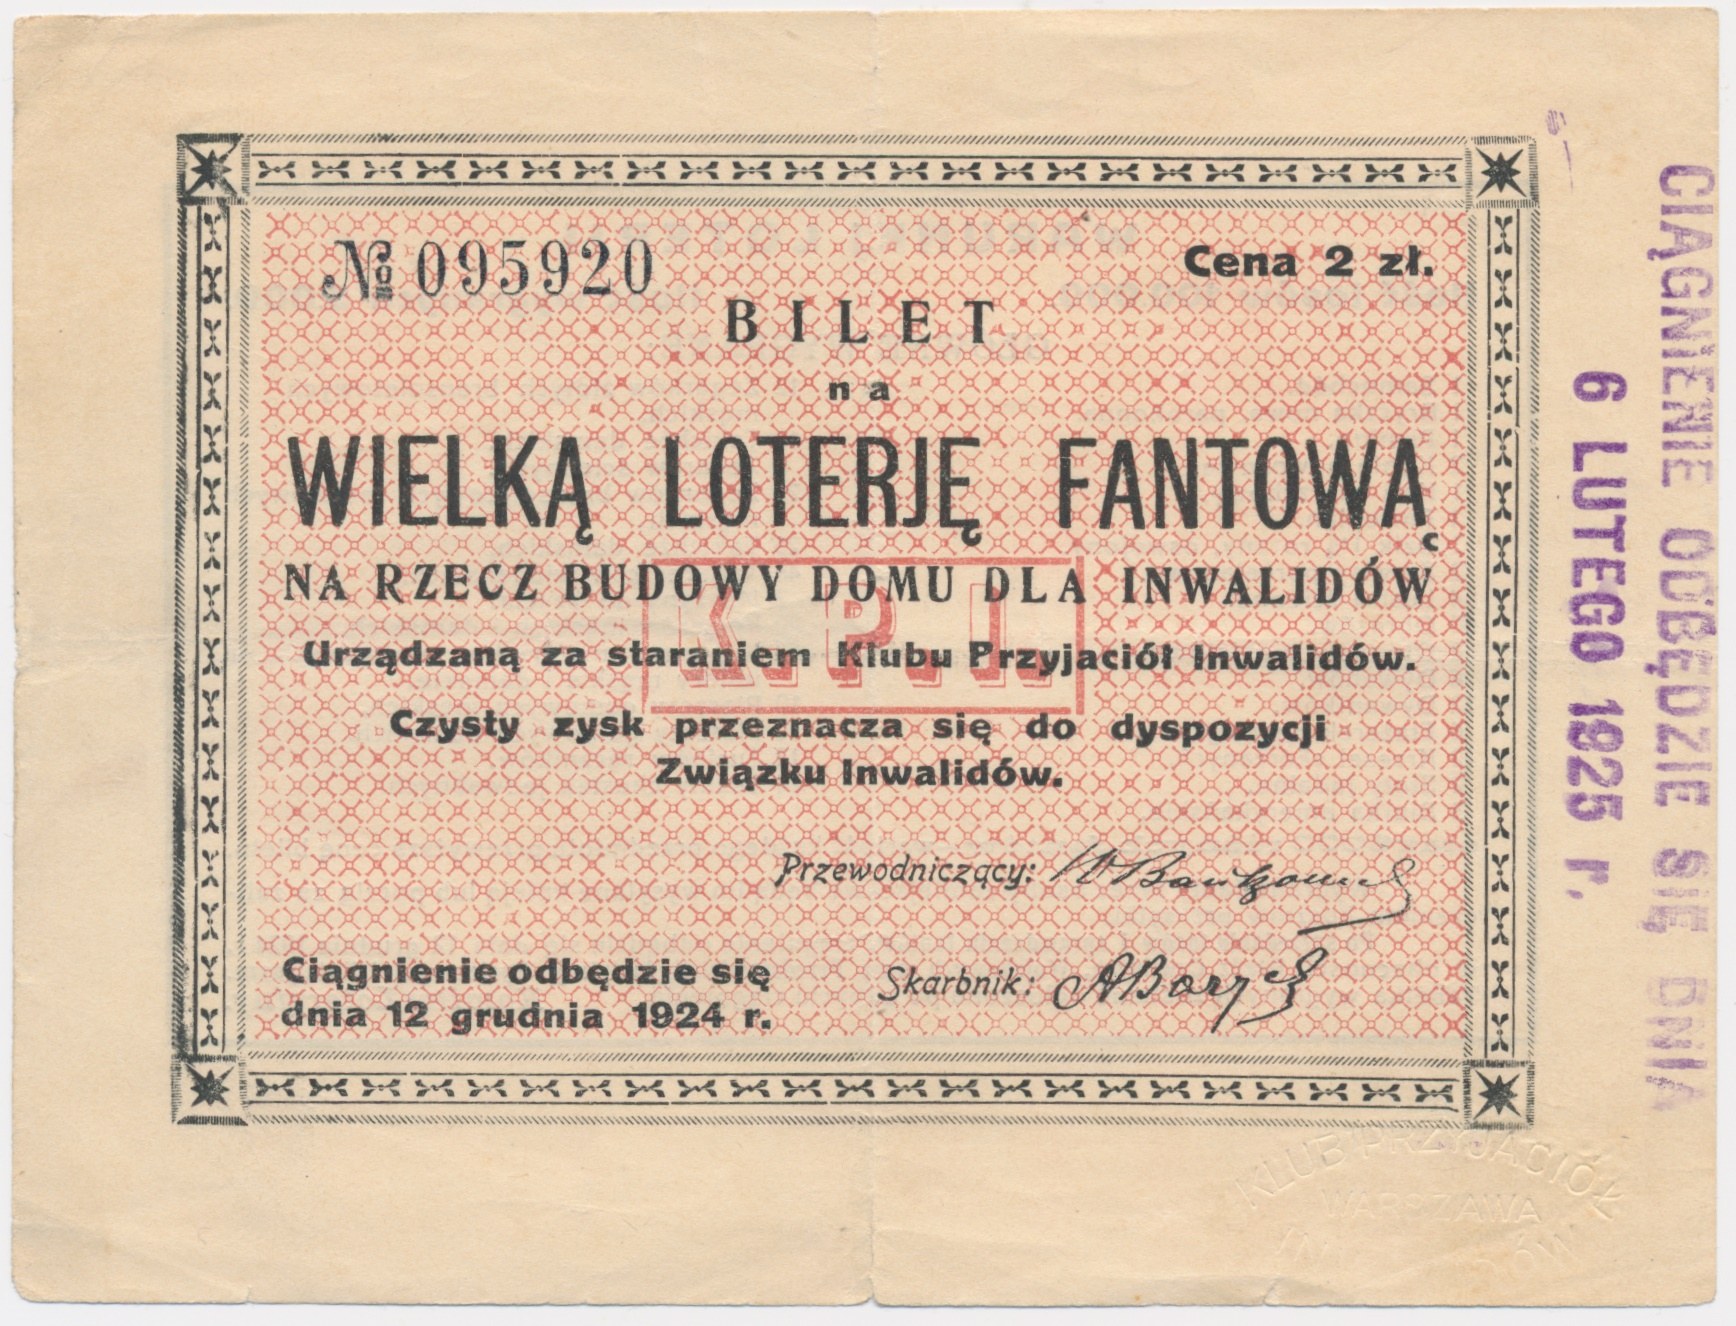 № 095920
Cena 2 zł.
BILET
na
WIELKĄ LOTERJĘ FANTOWĄ
NA RZECZ BUDOWY DOMU DLA INWALIDÓW
K.P.I.
Urządzaną za staraniem Klubu Przyjaciół Inwalidów.
Czysty zysk przeznacza się do dyspozycji
Związku Inwalidów.
Przewodniczący:
Skarbnik:
Ciągnienie odbędzie się
dnia 12 grudnia 1924 r.
CIĄGNIENIE ODBĘDZIE SIĘ DNIA
6 LUTEGO 1925 r.
KLUB PRZYJACIÓŁ
WARSZAWA